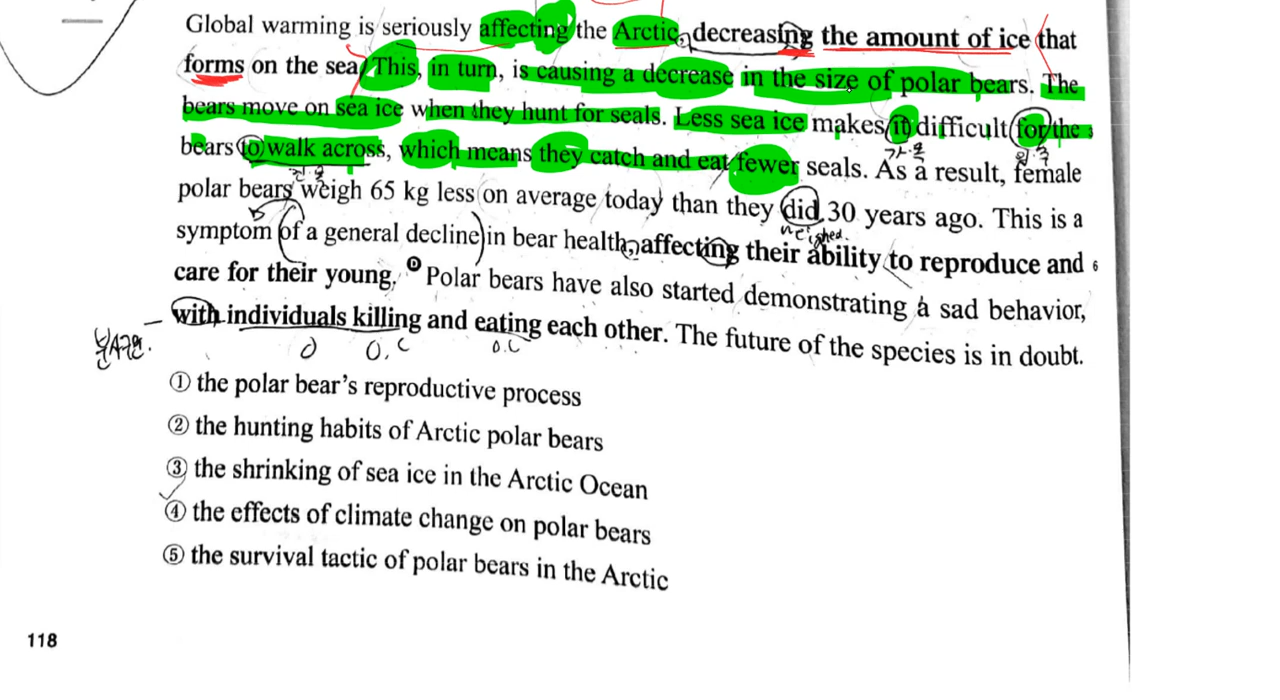 Global warming is seriously affecting the Arctic, decreasing the amount of ice that
forms on the sea. This, in turn, is causing a decrease in the size of polar bears. The
bears move on sea ice when they hunt for seals. Less sea ice makes it difficult for the
가·목
bears to walk across, which means they catch and eat fewer seals. As a result, female
polar bears weigh 65 kg less on average today than they did 30 years ago. This is a
weighed.
symptom of a general decline in bear health, affecting their ability to reproduce and
care for their young. Polar bears have also started demonstrating a sad behavior,
with individuals killing and eating each other. The future of the species is in doubt.
O.C
O.C
① the polar bear's reproductive process
② the hunting habits of Arctic polar bears
③ the shrinking of sea ice in the Arctic Ocean
④ the effects of climate change on polar bears
⑤ the survival tactic of polar bears in the Arctic
118